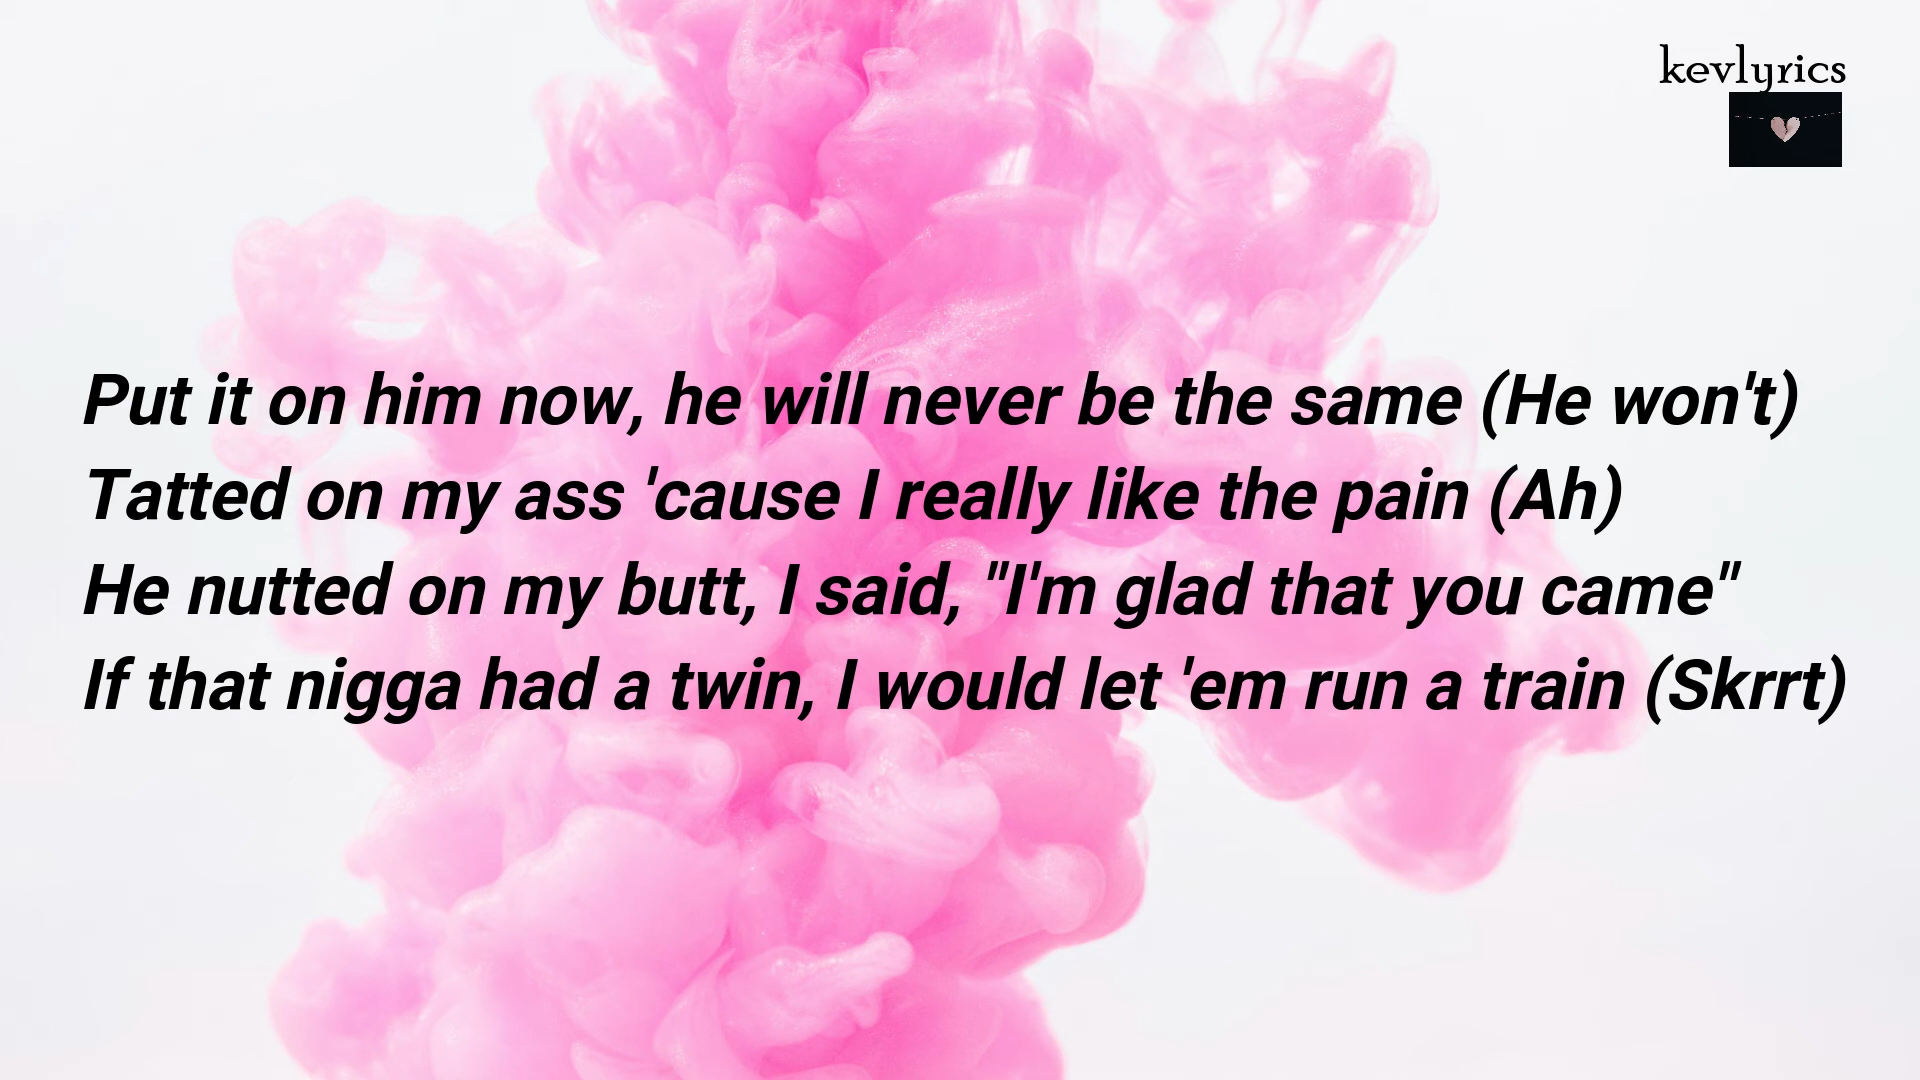 kevlyrics
Put it on him now, he will never be the same (He won't)
Tatted on my ass 'cause I really like the pain (Ah)
He nutted on my butt, I said, "I'm glad that you came"
If that nigga had a twin, I would let 'em run a train (Skrrt)